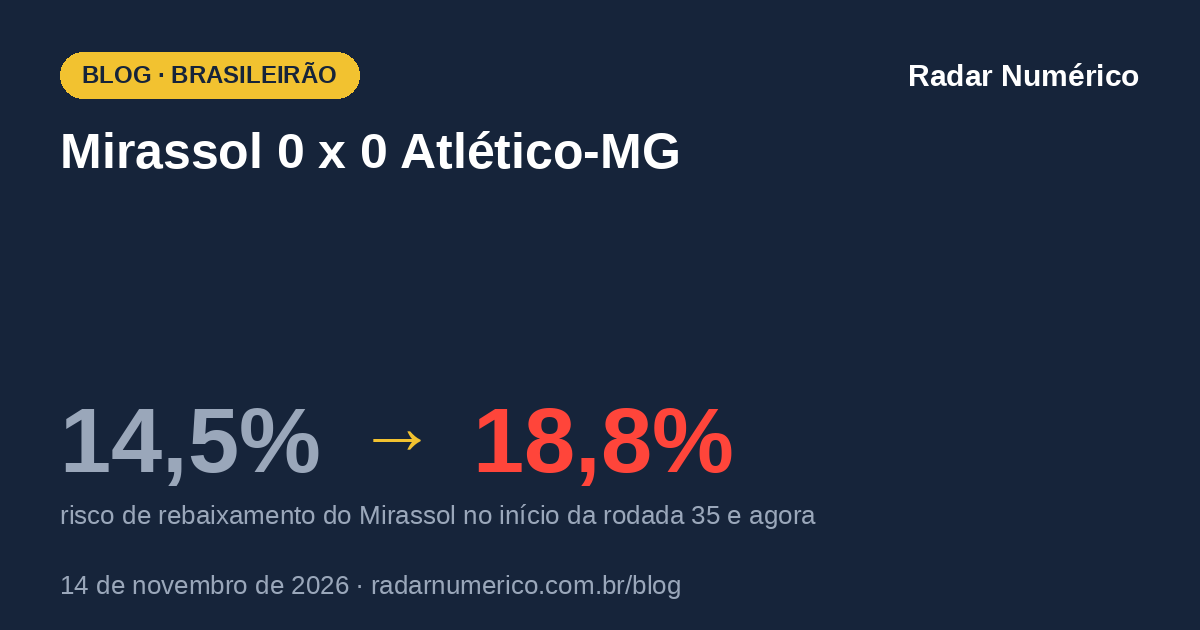 BLOG · BRASILEIRÃO
Radar Numérico
Mirassol 0 x 0 Atlético-MG
14,5% → 18,8%
risco de rebaixamento do Mirassol no início da rodada 35 e agora
14 de novembro de 2026 · radarnumerico.com.br/blog